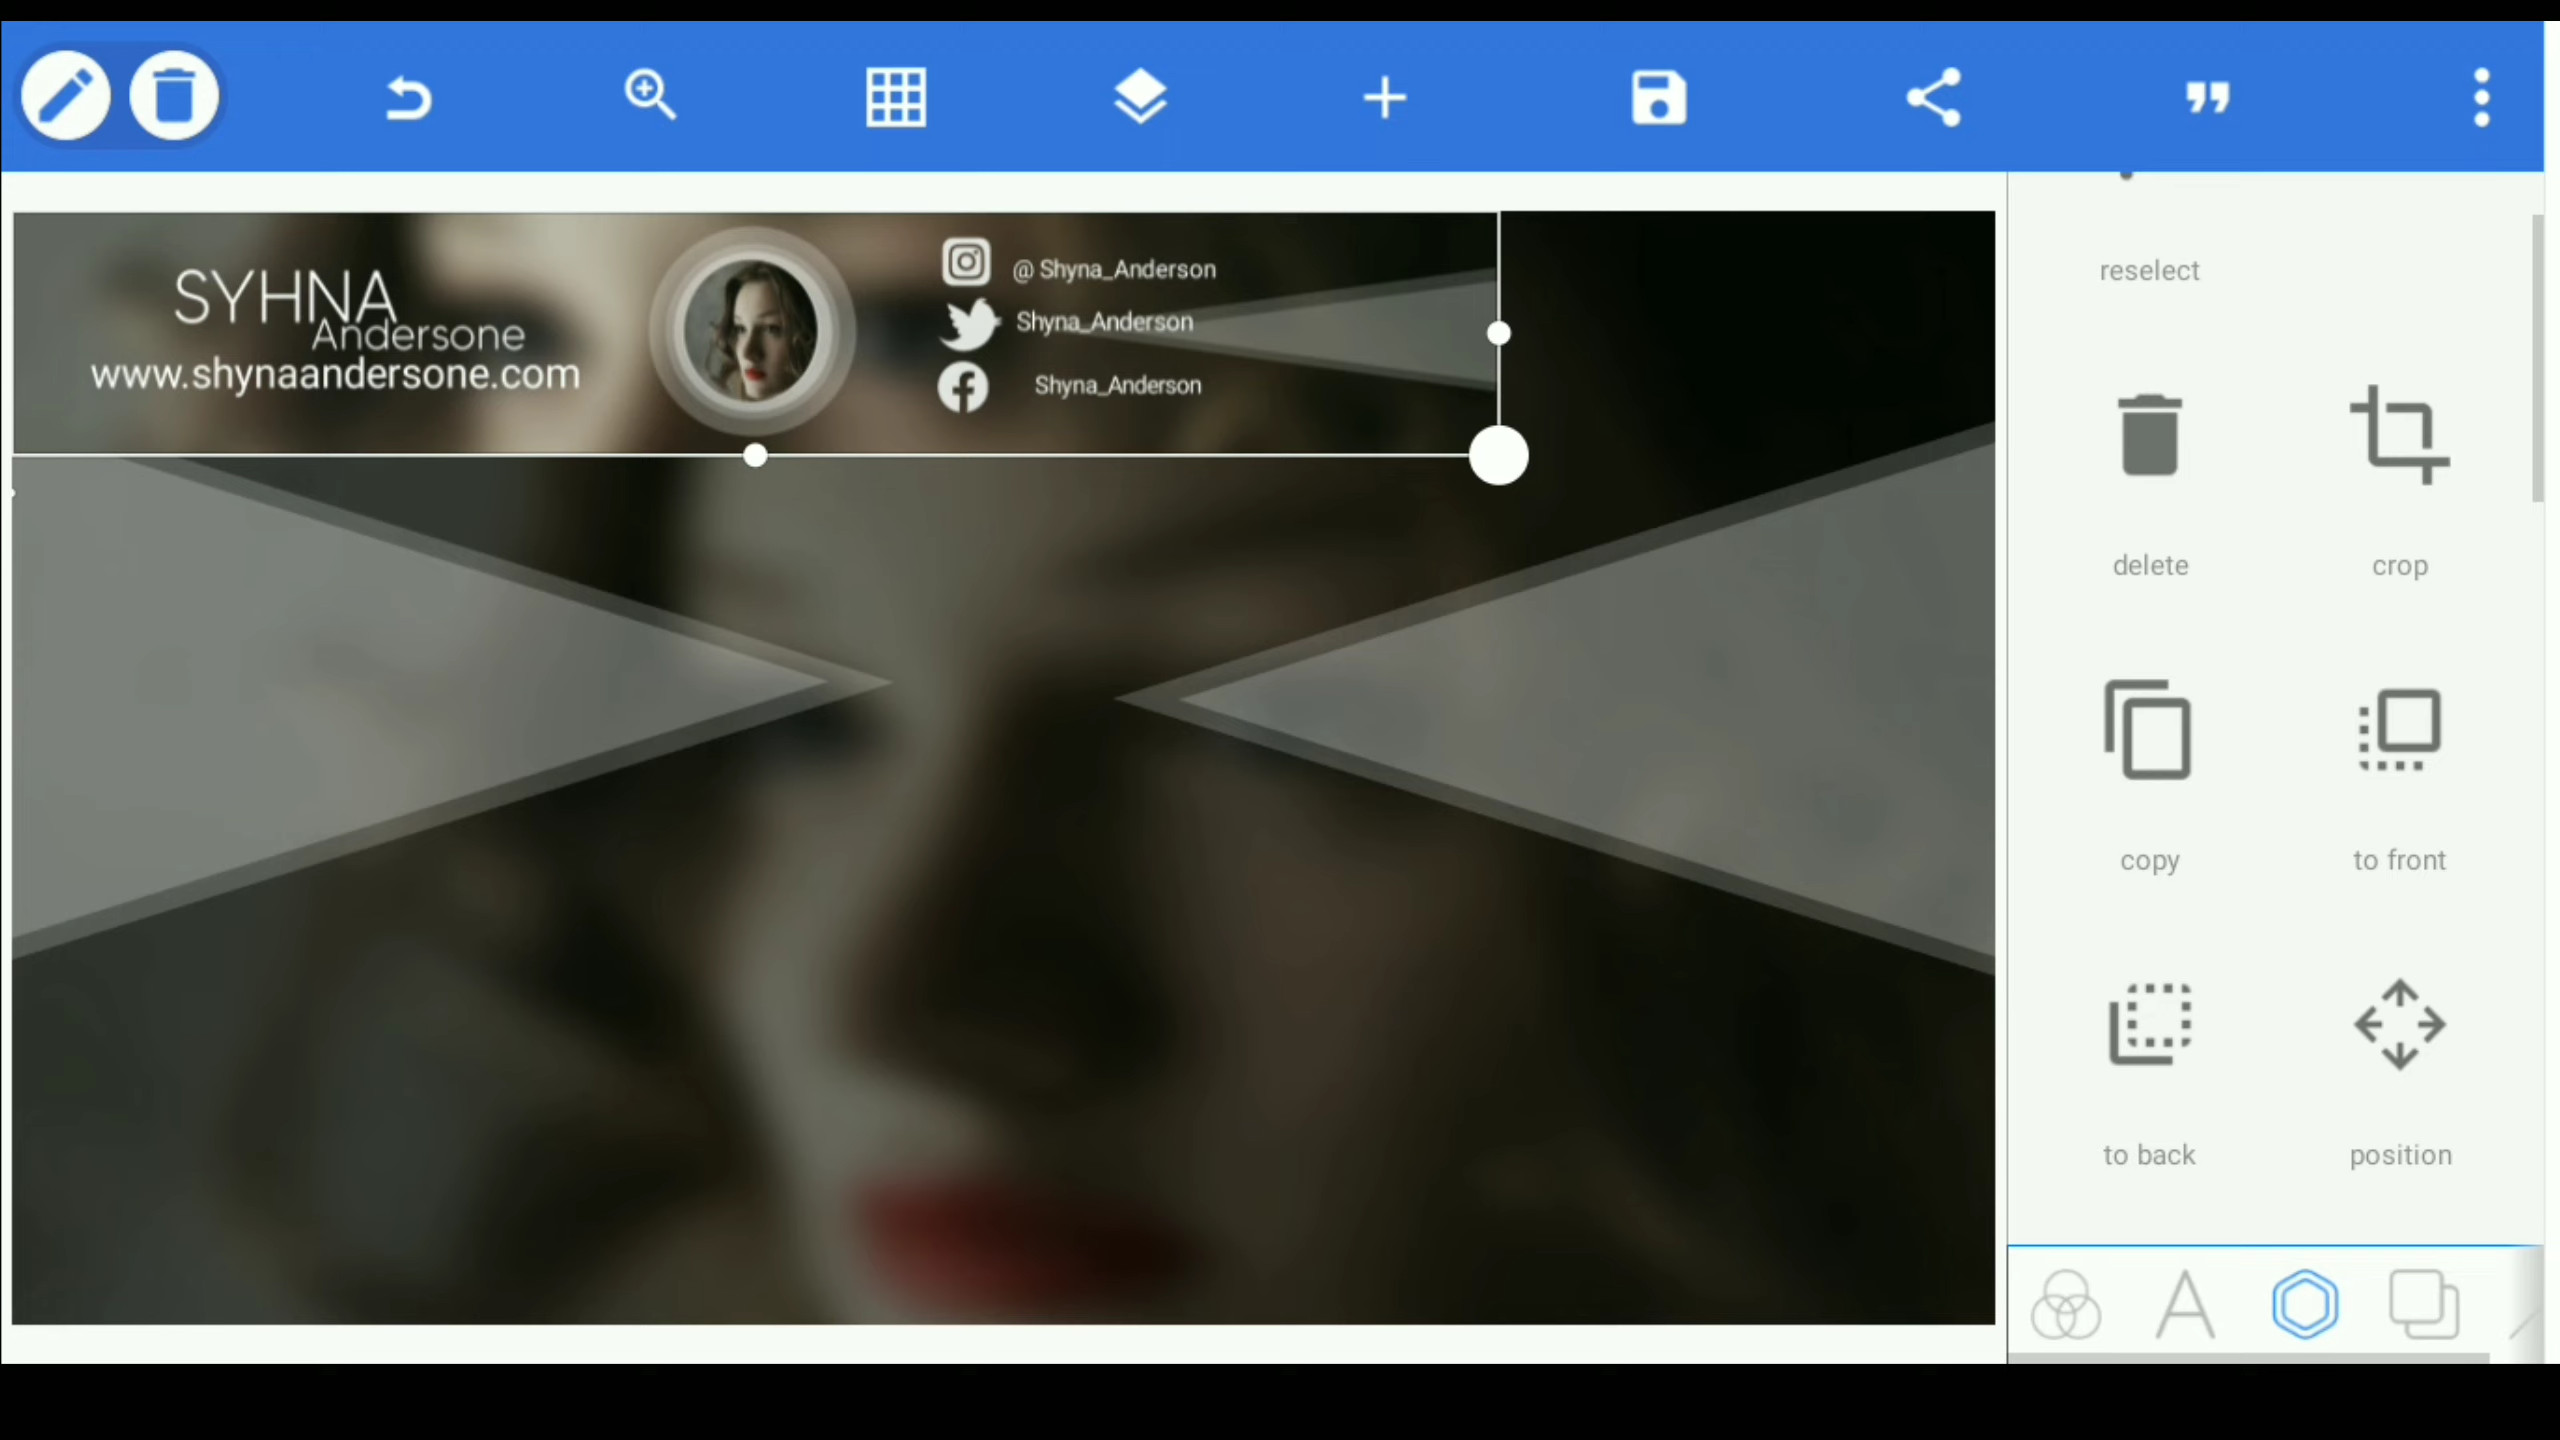 SYHNA
Andersone
www.shynaandersone.com
@ Shyna_Anderson
Shyna_Anderson
Shyna_Anderson
reselect
delete
crop
copy
to front
to back
position